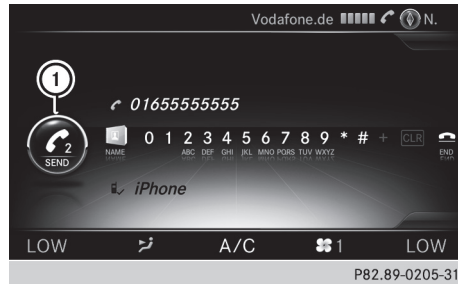 Vodafone.de N.
1
01655555555
2
SEND
0 1 2 3 4 5 6 7 8 9 * # + CLR
NAME ABC DEF GHI JKL MNO PQRS TUV WXYZ END
iPhone
LOW A/C 1 LOW
P82.89-0205-31